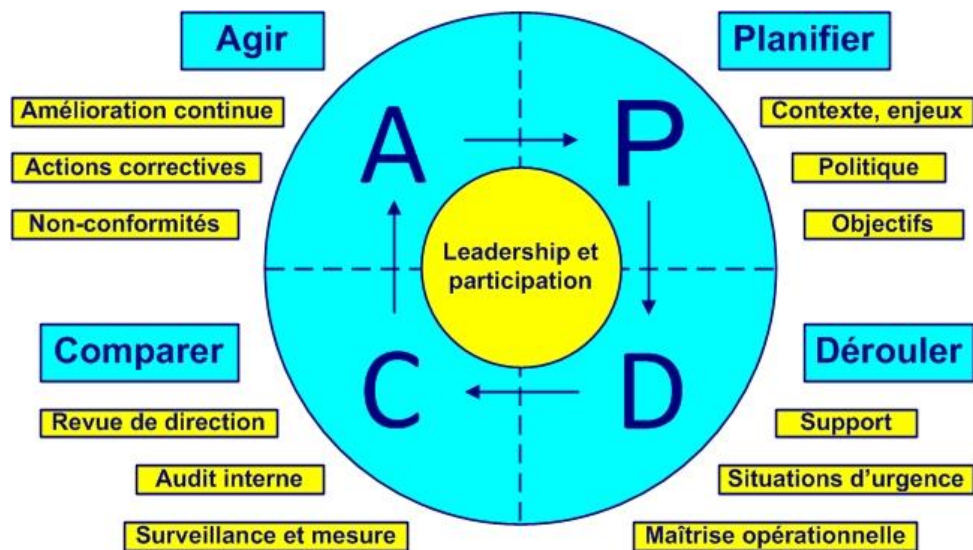 Agir
Planifier
Amélioration continue
Contexte, enjeux
Actions correctives
Politique
Non-conformités
Objectifs
A
P
Leadership et
participation
Comparer
Dérouler
C
D
Revue de direction
Support
Audit interne
Situations d'urgence
Surveillance et mesure
Maîtrise opérationnelle